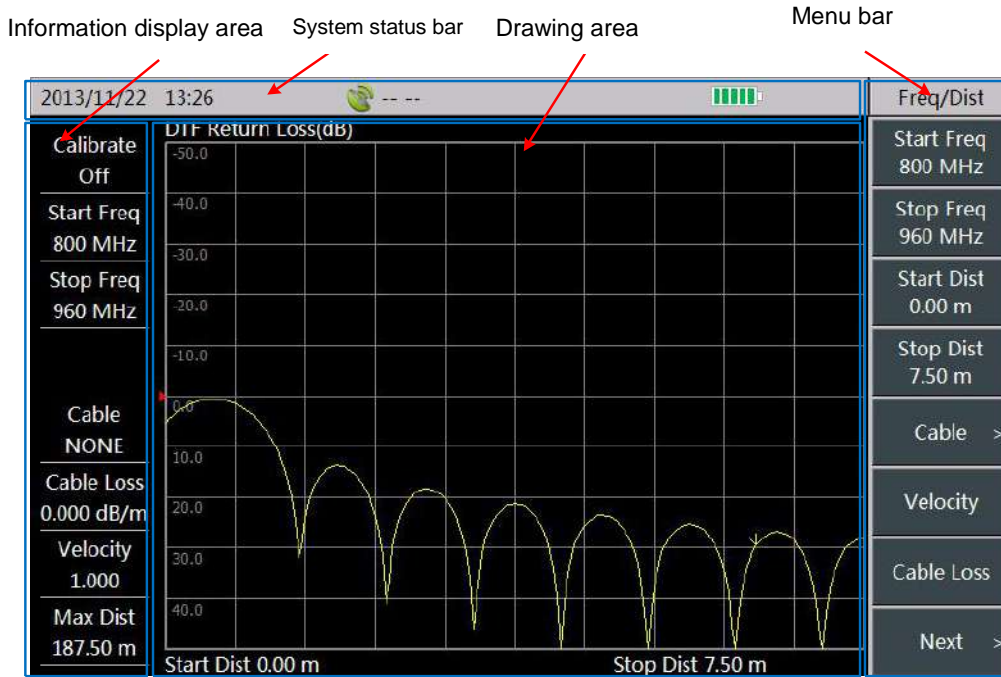 Information display area
System status bar
Drawing area
Menu bar
2013/11/22 13:26 -- --
Freq/Dist
Calibrate
Off
Start Freq
800 MHz
Stop Freq
960 MHz
Cable
NONE
Cable Loss
0.000 dB/m
Velocity
1.000
Max Dist
187.50 m
DTF Return Loss(dB)
-50.0
-40.0
-30.0
-20.0
-10.0
0.0
10.0
20.0
30.0
40.0
Start Dist 0.00 m
Stop Dist 7.50 m
Start Freq
800 MHz
Stop Freq
960 MHz
Start Dist
0.00 m
Stop Dist
7.50 m
Cable >
Velocity
Cable Loss
Next >